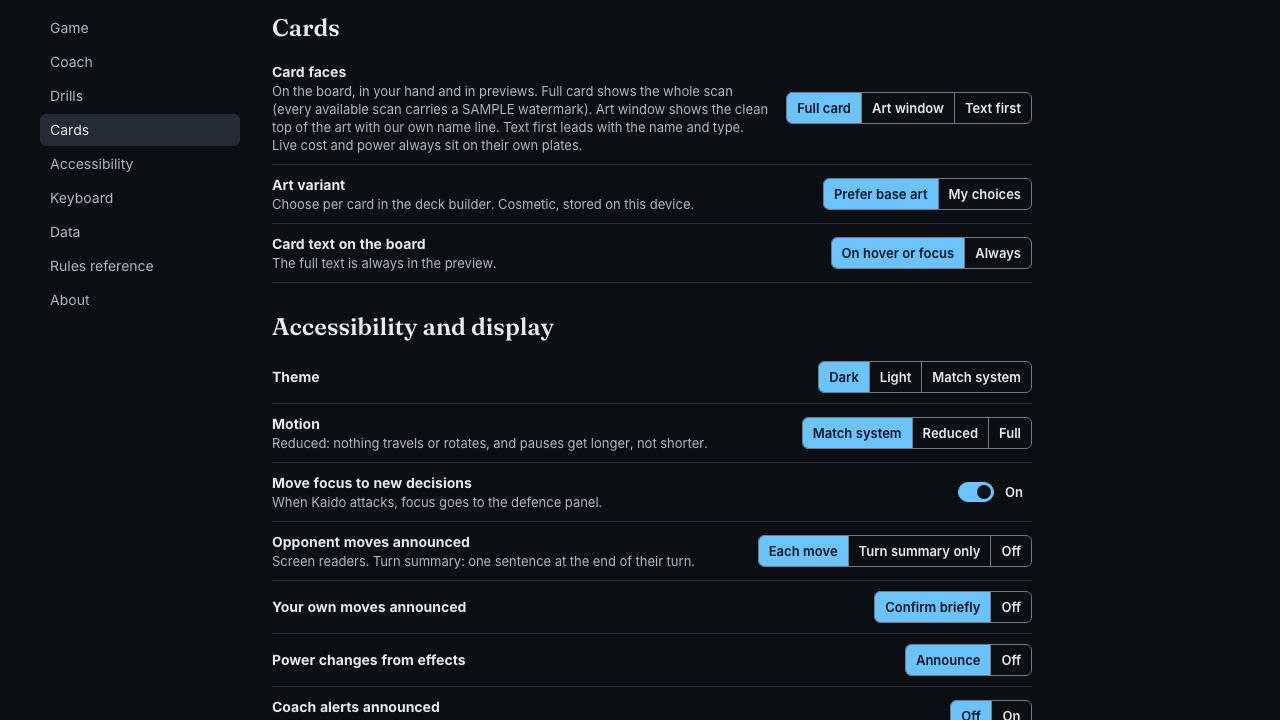 Game
Coach
Drills
Cards
Accessibility
Keyboard
Data
Rules reference
About
Cards
Card faces
On the board, in your hand and in previews. Full card shows the whole scan
(every available scan carries a SAMPLE watermark). Art window shows the clean
top of the art with our own name line. Text first leads with the name and type.
Live cost and power always sit on their own plates.
Full card Art window Text first
Art variant
Choose per card in the deck builder. Cosmetic, stored on this device.
Prefer base art My choices
Card text on the board
The full text is always in the preview.
On hover or focus Always
Accessibility and display
Theme
Dark Light Match system
Motion
Reduced: nothing travels or rotates, and pauses get longer, not shorter.
Match system Reduced Full
Move focus to new decisions
When Kaido attacks, focus goes to the defence panel.
On
Opponent moves announced
Screen readers. Turn summary: one sentence at the end of their turn.
Each move Turn summary only Off
Your own moves announced
Confirm briefly Off
Power changes from effects
Announce Off
Coach alerts announced
Off On